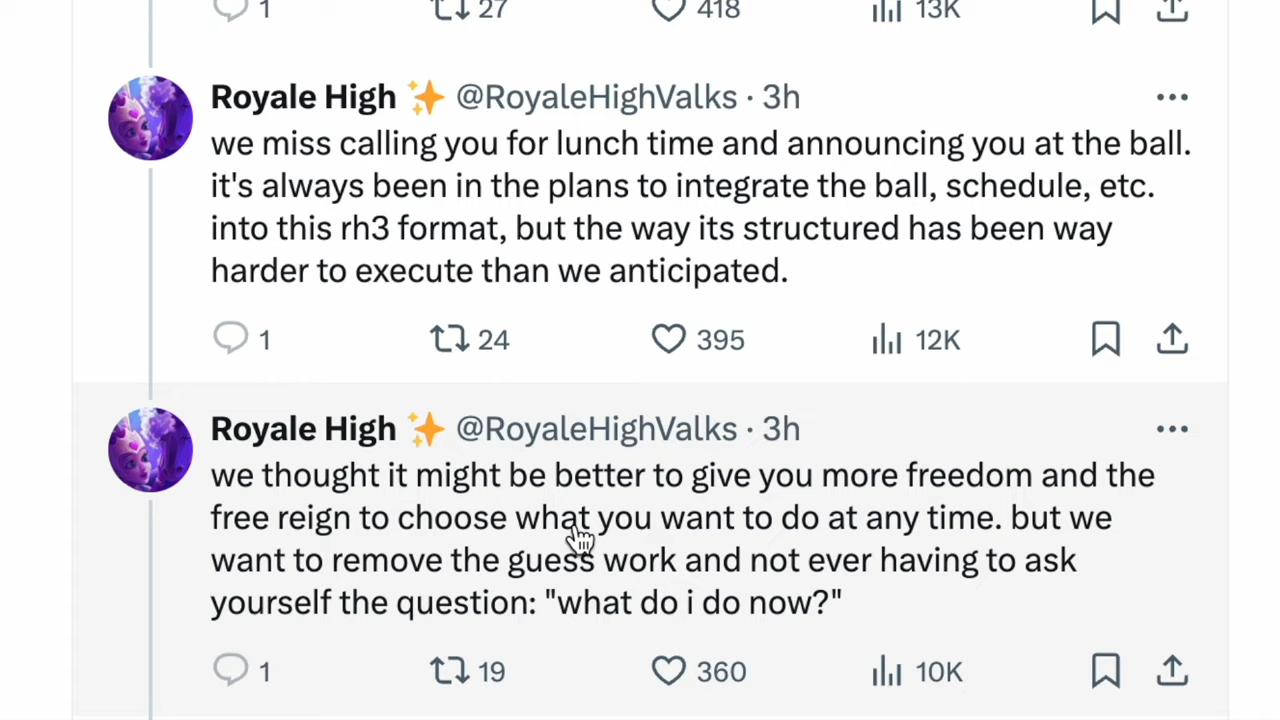 1 27 418 13K
Royale High ✨ @RoyaleHighValks · 3h
we miss calling you for lunch time and announcing you at the ball.
it's always been in the plans to integrate the ball, schedule, etc.
into this rh3 format, but the way its structured has been way
harder to execute than we anticipated.
1 24 395 12K
Royale High ✨ @RoyaleHighValks · 3h
we thought it might be better to give you more freedom and the
free reign to choose what you want to do at any time. but we
want to remove the guess work and not ever having to ask
yourself the question: "what do i do now?"
1 19 360 10K